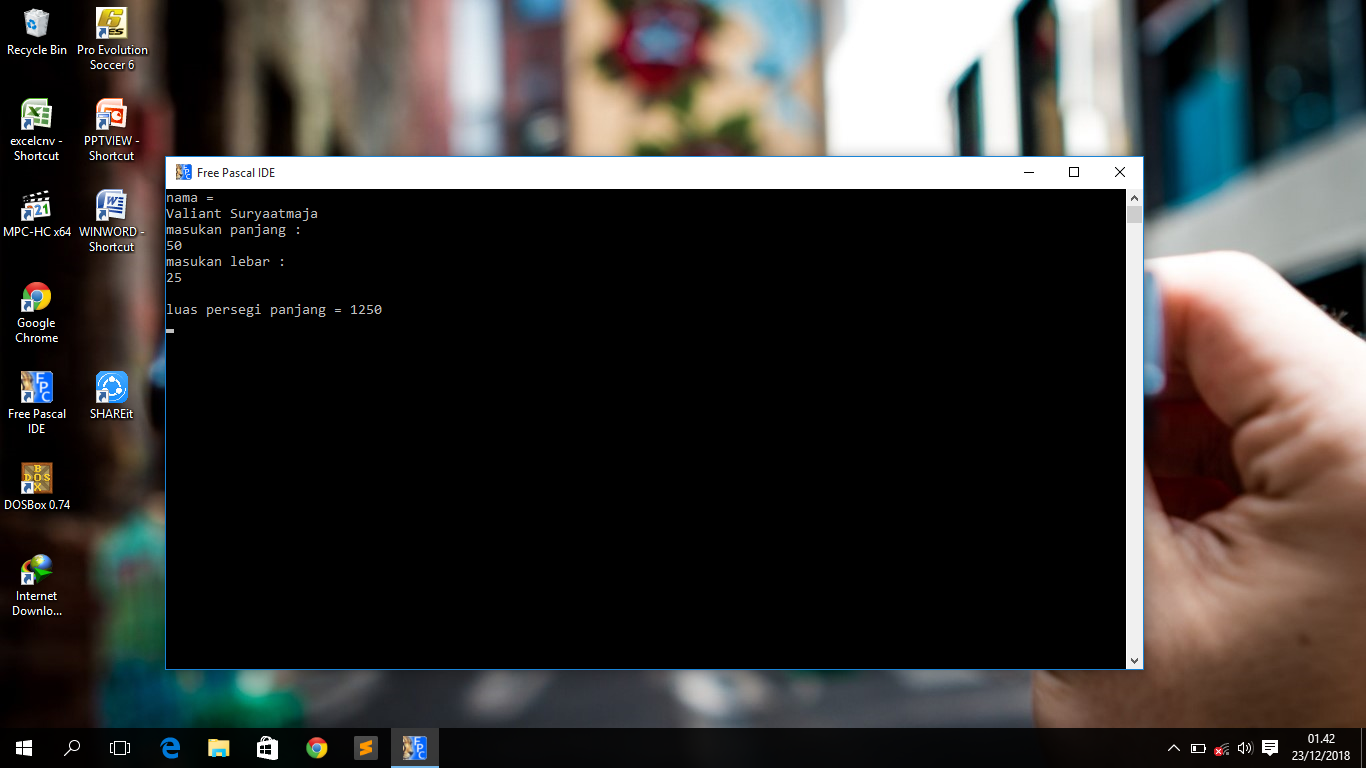 Recycle Bin
Pro Evolution
Soccer 6
excelcnv -
Shortcut
PPTVIEW -
Shortcut
MPC-HC x64
WINWORD -
Shortcut
Google
Chrome
Free Pascal
IDE
SHAREit
DOSBox 0.74
Internet
Downlo...
Free Pascal IDE
nama =
Valiant Suryaatmaja
masukan panjang :
50
masukan lebar :
25
luas persegi panjang = 1250
01.42
23/12/2018